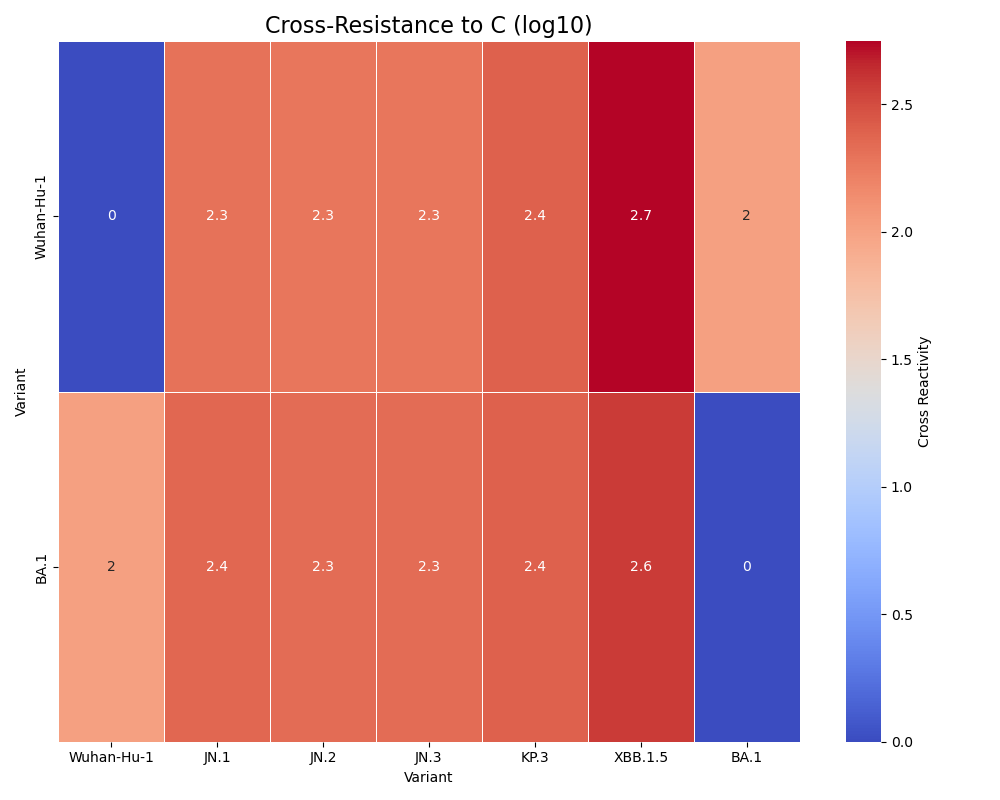 Cross-Resistance to C (log10)
Variant
Wuhan-Hu-1
0 2.3 2.3 2.3 2.4 2.7 2
BA.1
2 2.4 2.3 2.3 2.4 2.6 0
Wuhan-Hu-1 JN.1 JN.2 JN.3 KP.3 XBB.1.5 BA.1
Variant
2.5
2.0
1.5
1.0
0.5
0.0
Cross Reactivity